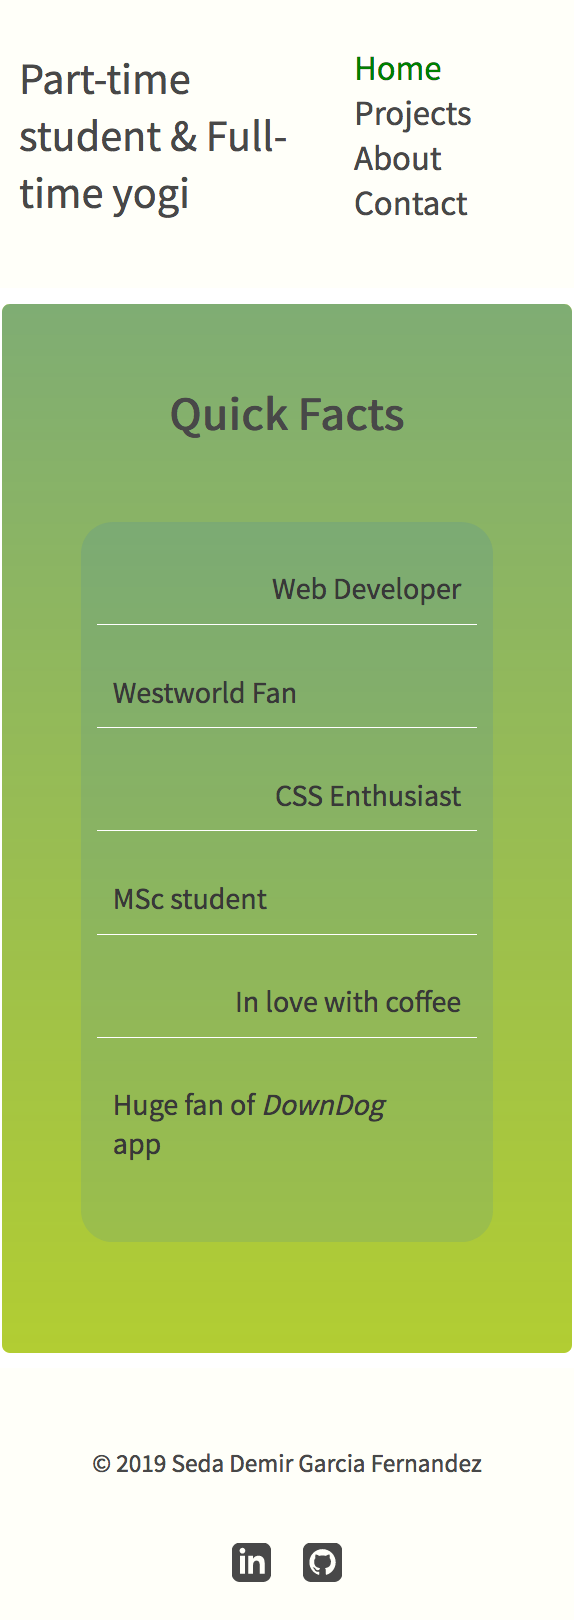 Part-time
student & Full-
time yogi
Home
Projects
About
Contact
Quick Facts
Web Developer
Westworld Fan
CSS Enthusiast
MSc student
In love with coffee
Huge fan of DownDog
app
© 2019 Seda Demir Garcia Fernandez
in